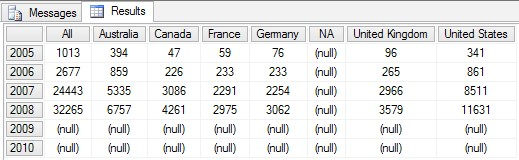 Messages Results
All Australia Canada France Germany NA United Kingdom United States
2005 1013 394 47 59 76 (null) 96 341
2006 2677 859 226 233 233 (null) 265 861
2007 24443 5335 3086 2291 2254 (null) 2966 8511
2008 32265 6757 4261 2975 3062 (null) 3579 11631
2009 (null) (null) (null) (null) (null) (null) (null) (null)
2010 (null) (null) (null) (null) (null) (null) (null) (null)